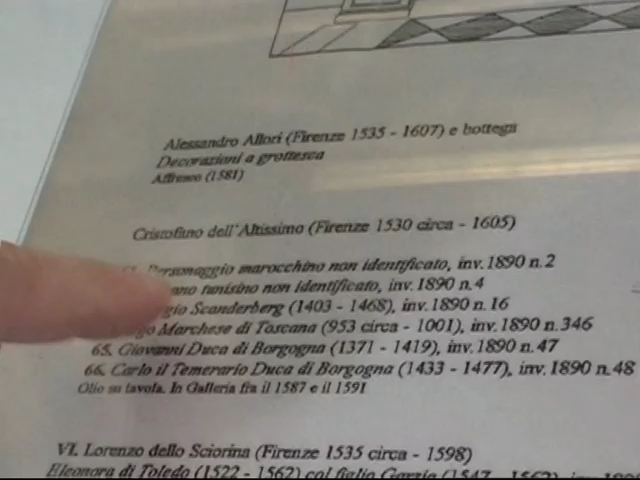 Alessandro Allori (Firenze 1535 - 1607) e bottega
Decorazioni a grottesca
Affresco (1581)
Cristofano dell'Altissimo (Firenze 1530 circa - 1605)
Personaggio marocchino non identificato, inv.1890 n.2
tunisino non identificato, inv.1890 n.4
Scanderberg (1403 - 1468), inv.1890 n.16
Marchese di Toscana (953 circa - 1001), inv.1890 n.346
65. Giovanni Duca di Borgogna (1371 - 1419), inv.1890 n.47
66. Carlo il Temerario Duca di Borgogna (1433 - 1477), inv.1890 n.48
Olio su tavola. In Galleria fra il 1587 e il 1591
VI. Lorenzo dello Sciorina (Firenze 1535 circa - 1598)
Eleonora di Toledo (1522 - 1562) col figlio Garzia (1547 - 1562)